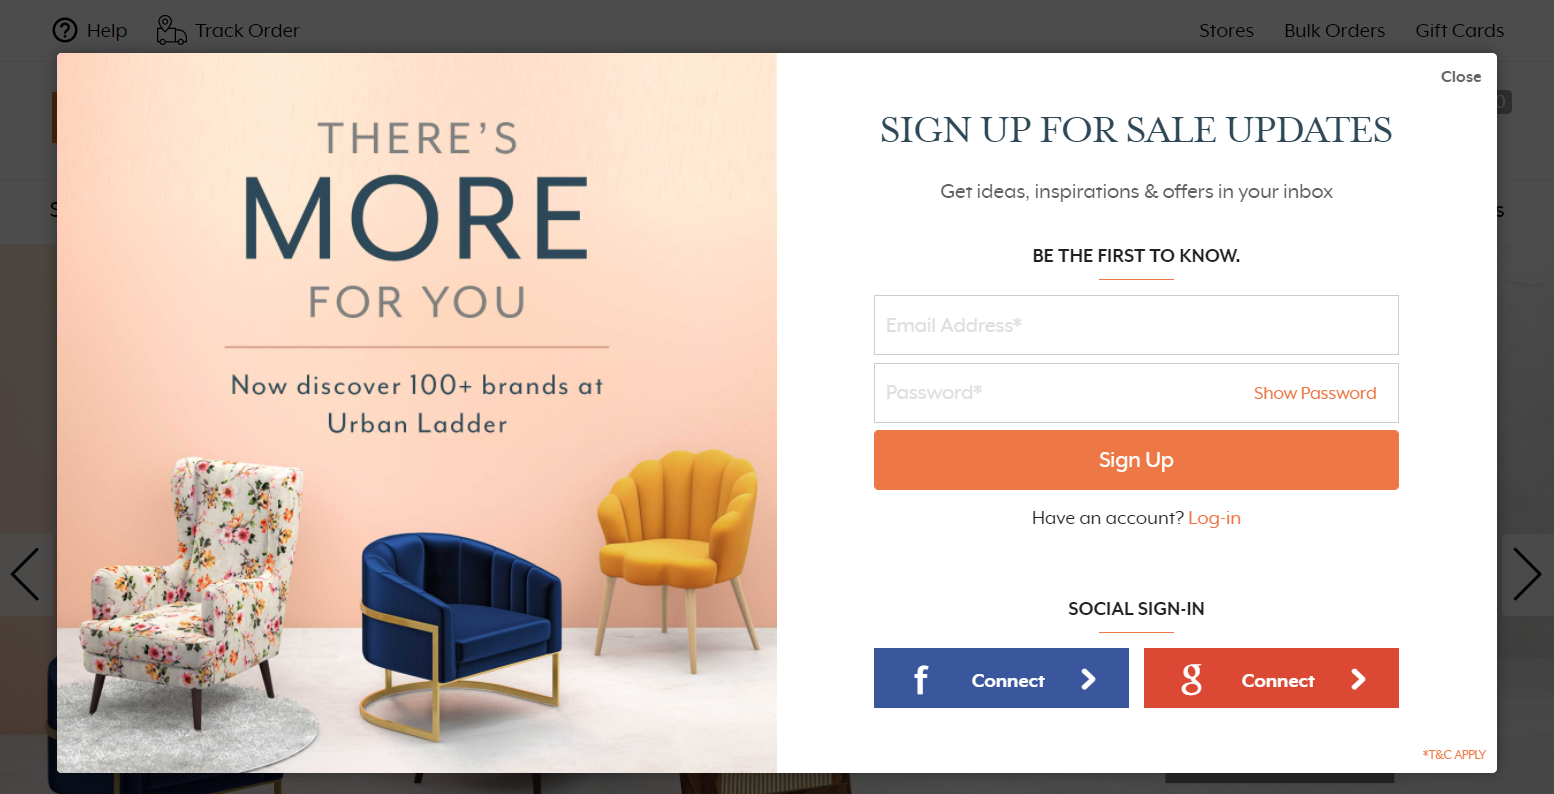 Help
Track Order
Stores
Bulk Orders
Gift Cards
Close
THERE'S
MORE
FOR YOU
Now discover 100+ brands at
Urban Ladder
SIGN UP FOR SALE UPDATES
Get ideas, inspirations & offers in your inbox
BE THE FIRST TO KNOW.
Email Address*
Password*
Show Password
Sign Up
Have an account? Log-in
SOCIAL SIGN-IN
f
Connect
g
Connect
*T&C APPLY